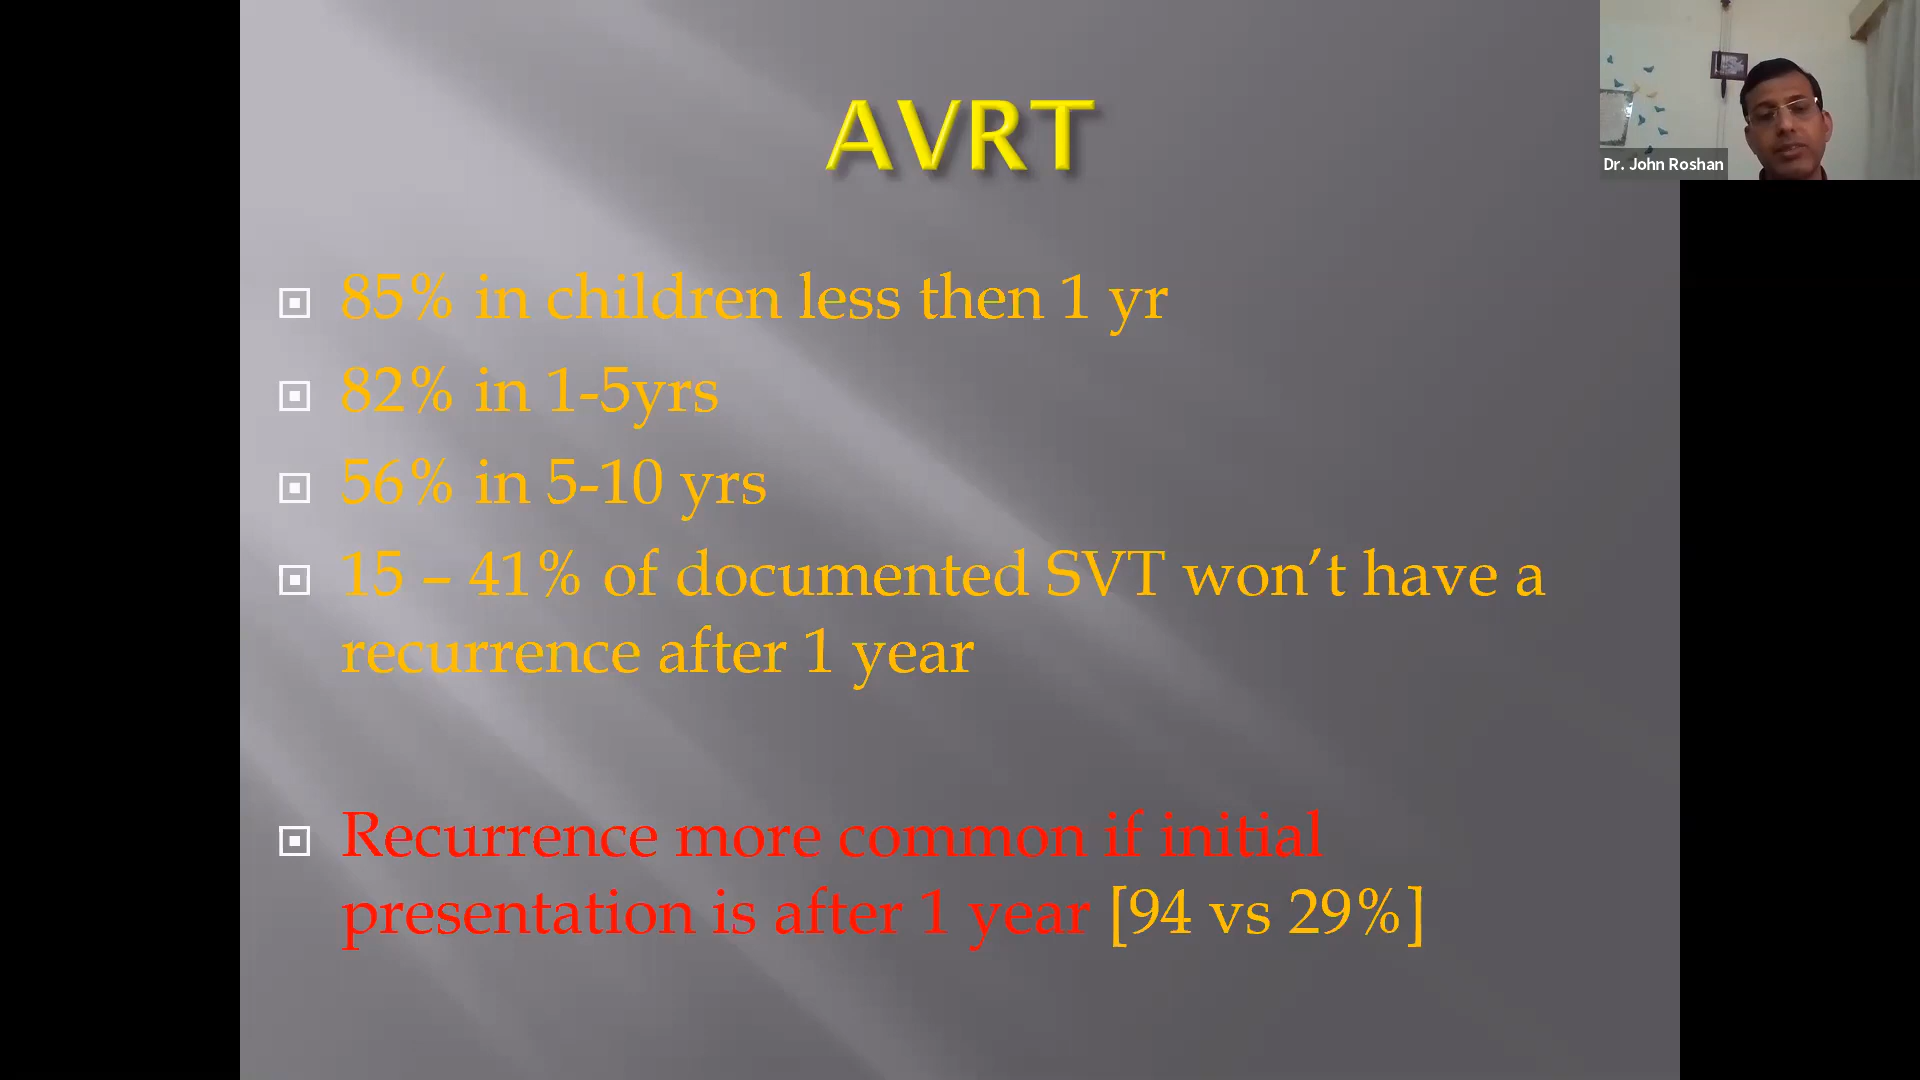 AVRT
Dr. John Roshan
85% in children less then 1 yr
82% in 1-5yrs
56% in 5-10 yrs
15 – 41% of documented SVT won’t have a
recurrence after 1 year
Recurrence more common if initial
presentation is after 1 year [94 vs 29%]